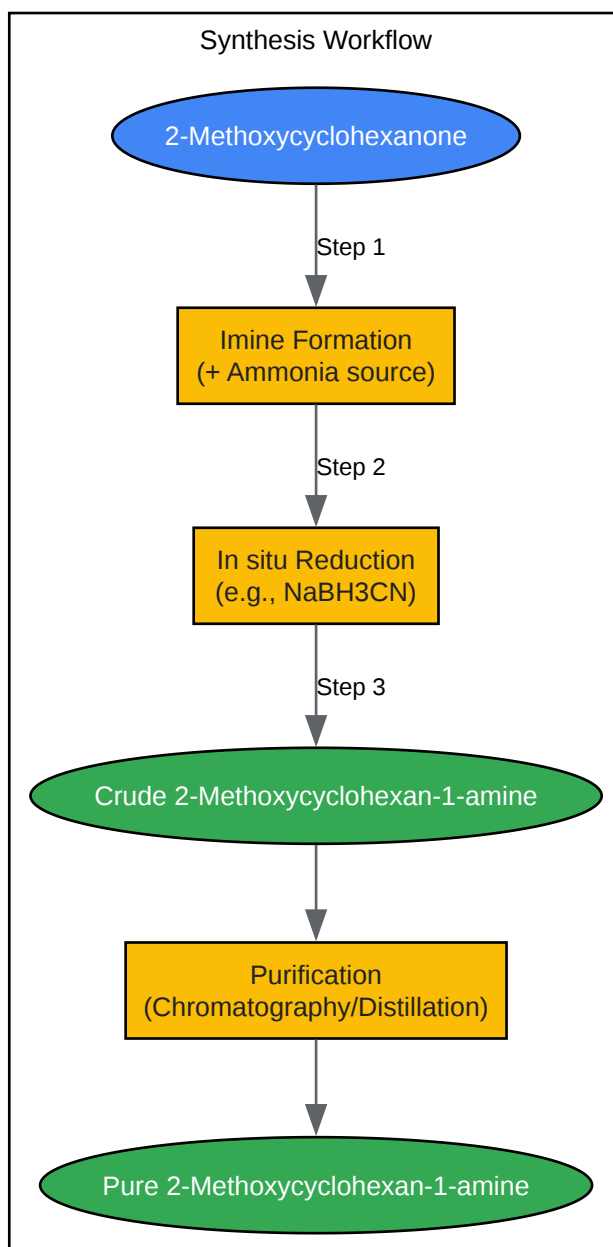 Synthesis Workflow
2-Methoxycyclohexanone
Step 1
Imine Formation
(+ Ammonia source)
Step 2
In situ Reduction
(e.g., NaBH3CN)
Step 3
Crude 2-Methoxycyclohexan-1-amine
Purification
(Chromatography/Distillation)
Pure 2-Methoxycyclohexan-1-amine